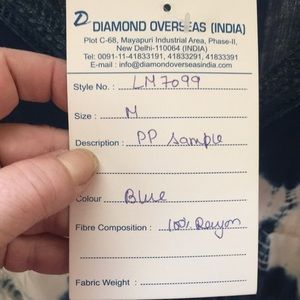 D DIAMOND OVERSEAS (INDIA)
Plot C-68, Mayapuri Industrial Area, Phase-II,
New Delhi-110064 (INDIA)
Tel: 0091-11-41833191, 41833291, 41833391
E-mail : info@diamondoverseasindia.com
Style No. : LM7099
Size : M
Description : PP Sample
Colour Blue
Fibre Composition : 100% Rayon
Fabric Weight :